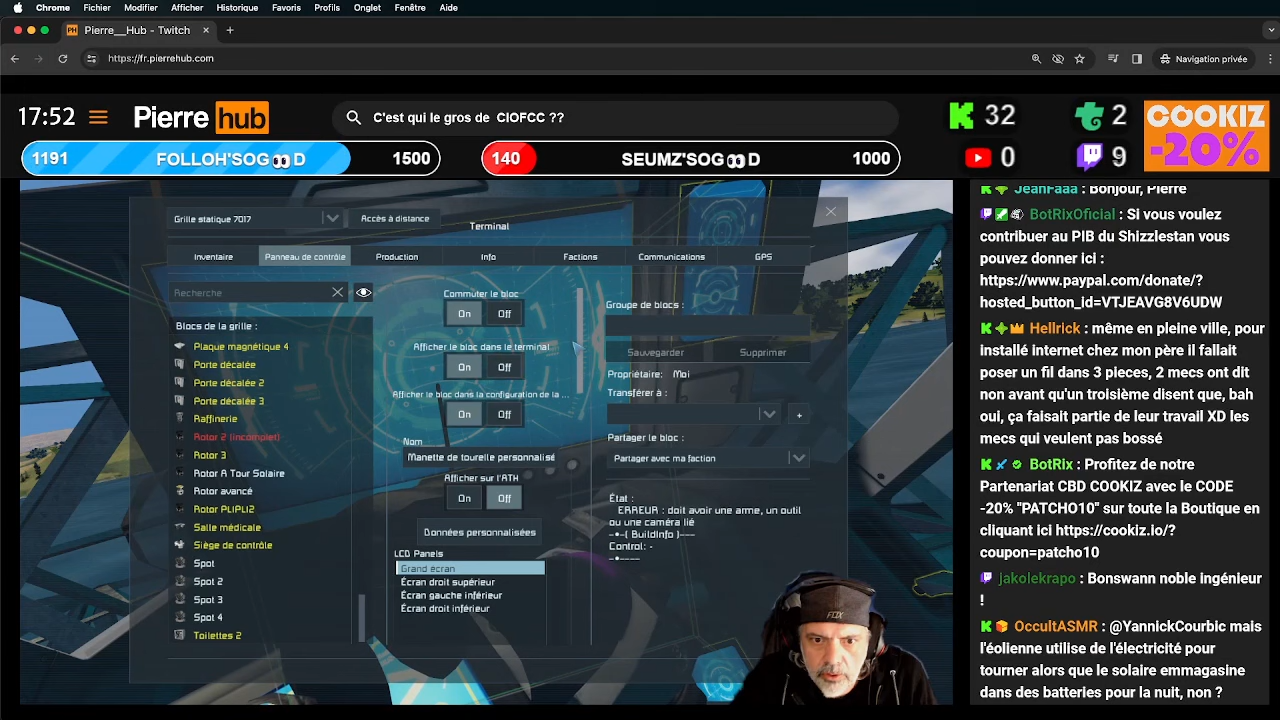 Chrome Fichier Modifier Afficher Historique Favoris Profils Onglet Fenêtre Aide
PH Pierre__Hub - Twitch
https://fr.pierrehub.com
Navigation privée
17:52 Pierre hub
C'est qui le gros de CIOFCC ??
32
2
0
9
COOKIZ
-20%
1191 FOLLOH'SOG👀D 1500
140 SEUMZ'SOG👀D 1000
Grille statique 7017 Accès à distance
Terminal
Inventaire Panneau de contrôle Production Info Factions Communications GPS
Recherche
Blocs de la grille :
Plaque magnétique 4
Porte décalée
Porte décalée 2
Porte décalée 3
Raffinerie
Rotor 2 (Incomplet)
Rotor 3
Rotor A Tour Solaire
Rotor avancé
Rotor PLIPLI2
Salle médicale
Siège de contrôle
Spot
Spot 2
Spot 3
Spot 4
Toilettes 2
Commuter le bloc
On Off
Afficher le bloc dans le terminal
On Off
Afficher le bloc dans la configuration de la ...
On Off
Nom
Manette de tourelle personnalisé
Afficher sur l'ATH
On Off
Données personnalisées
LCD Panels
Grand écran
Écran droit supérieur
Écran gauche inférieur
Écran droit inférieur
Groupe de blocs :
Sauvegarder Supprimer
Propriétaire: Moi
Transférer à :
+
Partager le bloc :
Partager avec ma faction
État :
ERREUR : doit avoir une arme, un outil
ou une caméra lié
-•-( BuildInfo )---
Control: -
-•----
FOX
JeanFaaa : Bonjour, Pierre
BotRixOficial : Si vous voulez
contribuer au PIB du Shizzlestan vous
pouvez donner ici :
https://www.paypal.com/donate/?
hosted_button_id=VTJEAVG8V6UDW
Hellrick : même en pleine ville, pour
installé internet chez mon père il fallait
poser un fil dans 3 pieces, 2 mecs ont dit
non avant qu'un troisième disent que, bah
oui, ça faisait partie de leur travail XD les
mecs qui veulent pas bossé
BotRix : Profitez de notre
Partenariat CBD COOKIZ avec le CODE
-20% "PATCHO10" sur toute la Boutique en
cliquant ici https://cookiz.io/?
coupon=patcho10
jakolekrapo : Bonswann noble ingénieur
!
OccultASMR : @YannickCourbic mais
l'éolienne utilise de l'électricité pour
tourner alors que le solaire emmagasine
dans des batteries pour la nuit, non ?